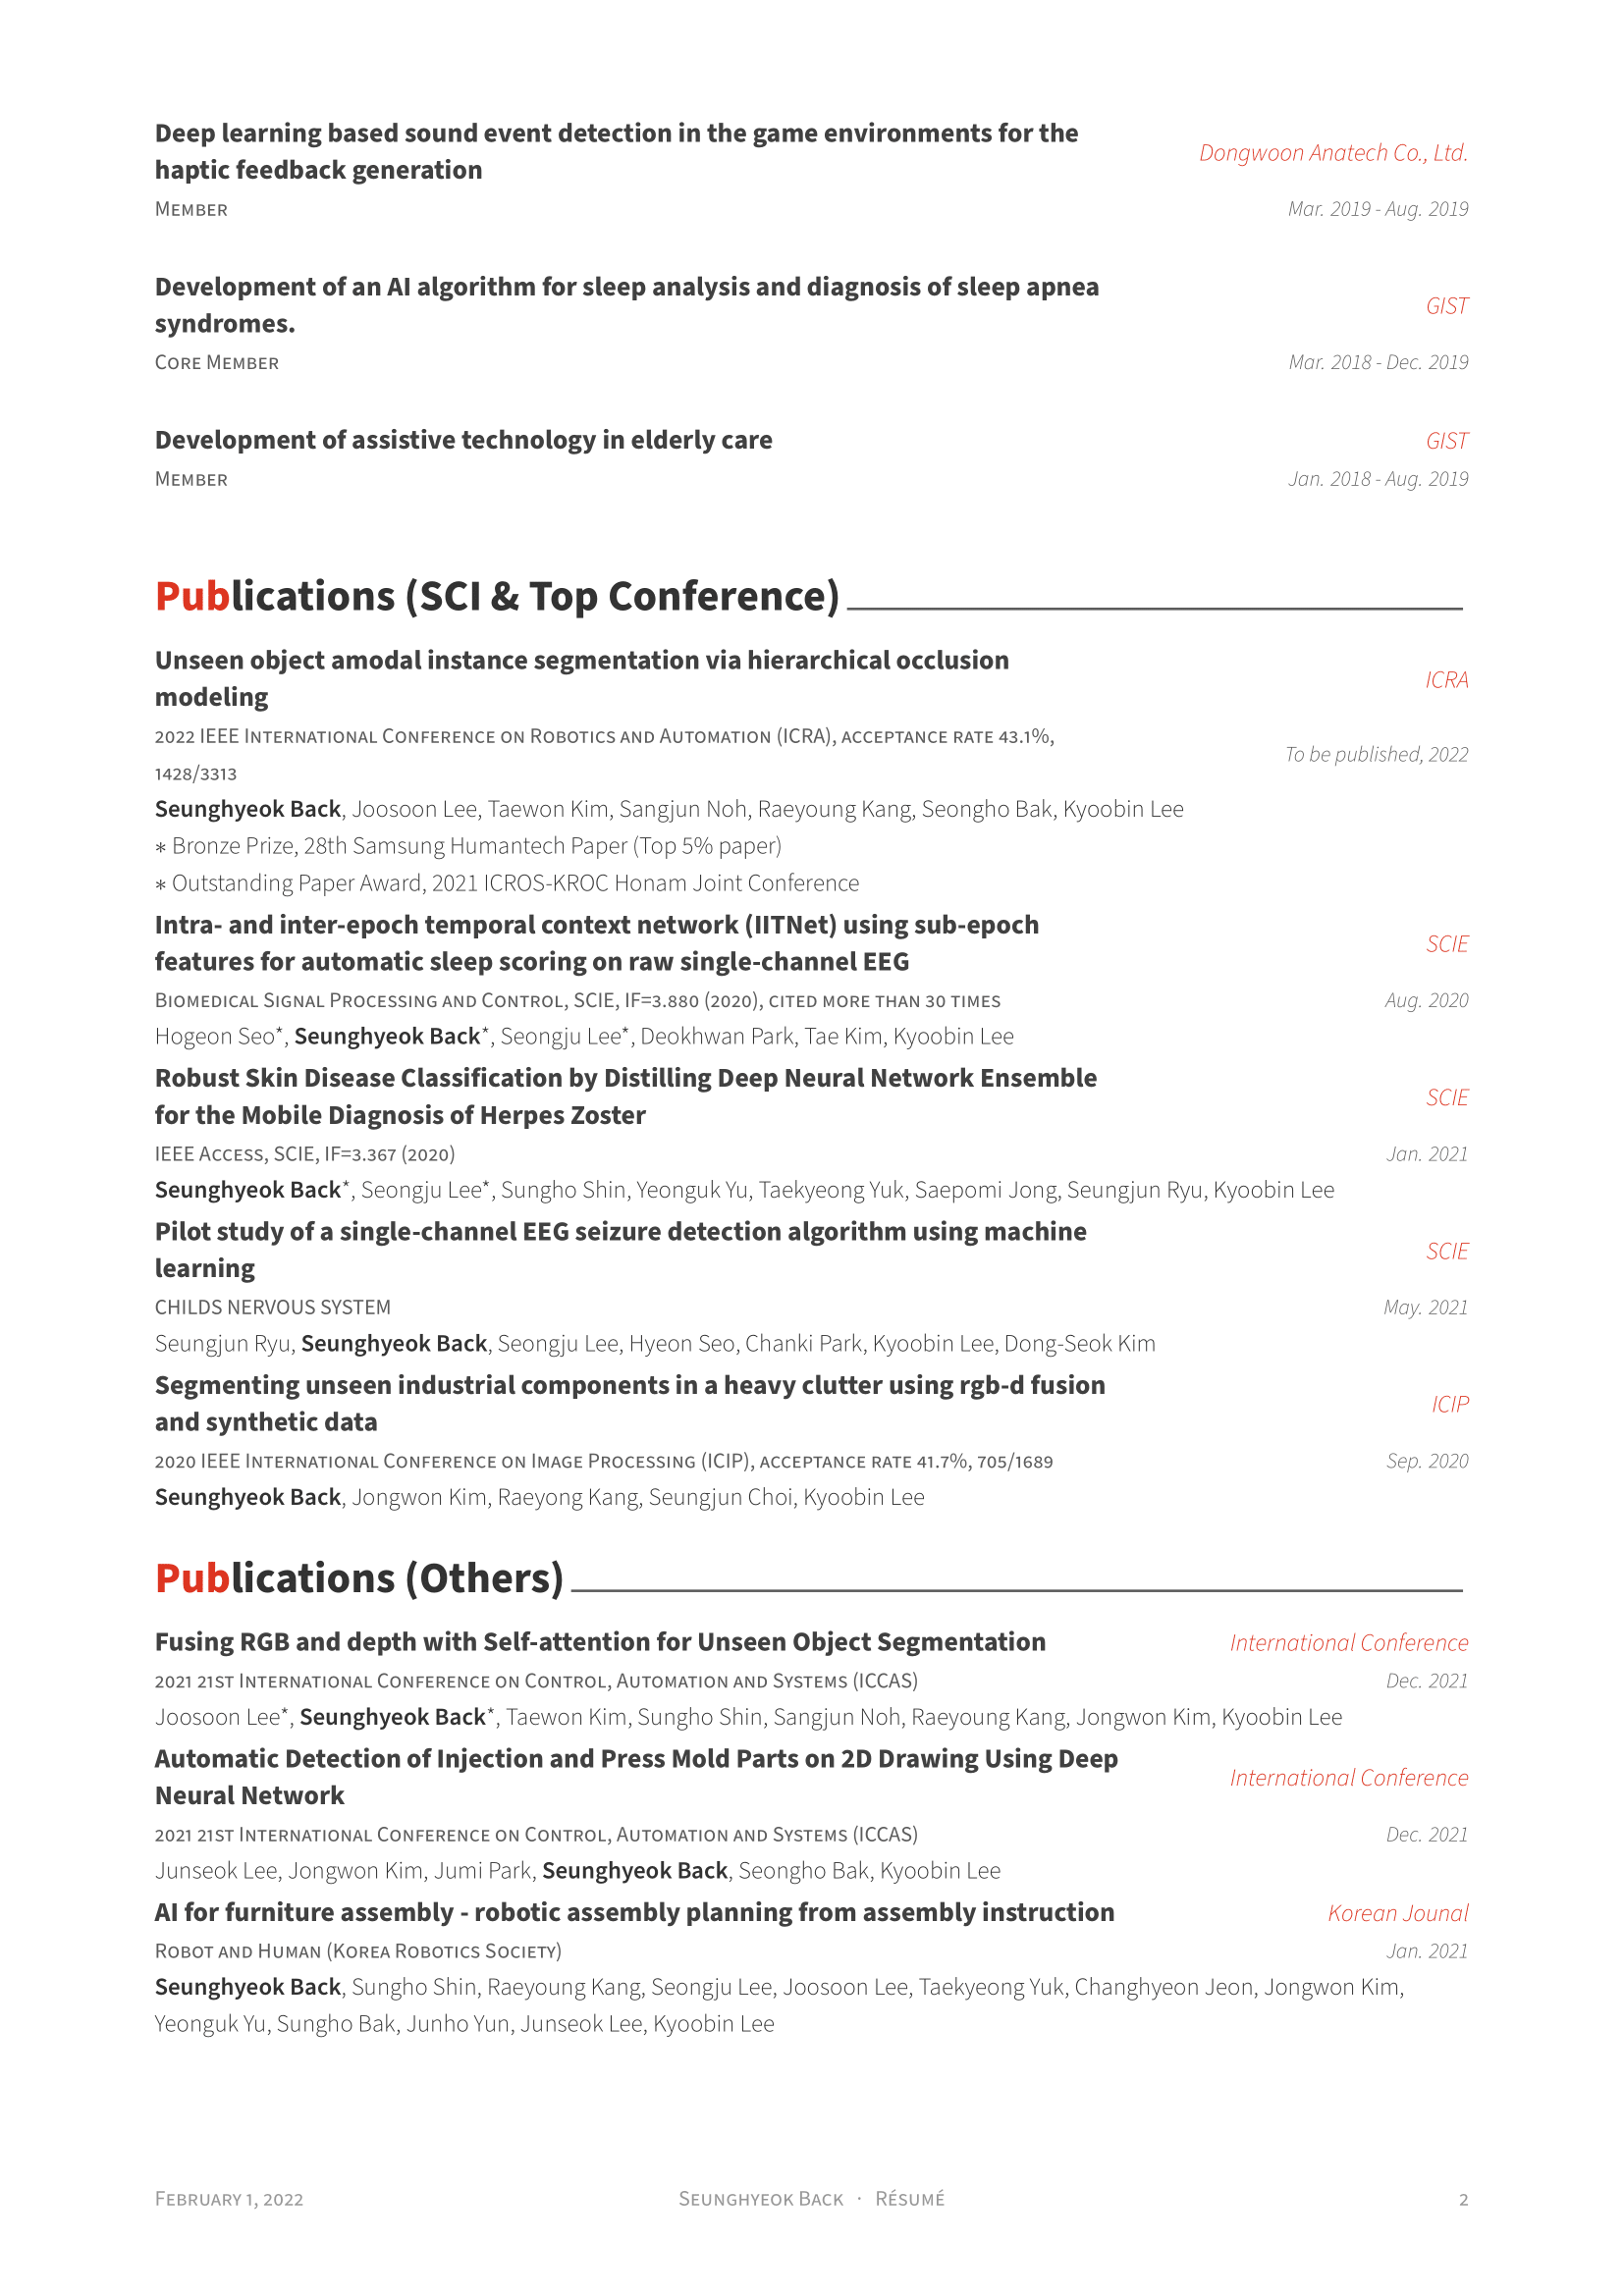 Deep learning based sound event detection in the game environments for the
haptic feedback generation
Dongwoon Anatech Co., Ltd.
Member
Mar. 2019 - Aug. 2019
Development of an AI algorithm for sleep analysis and diagnosis of sleep apnea
syndromes.
GIST
Core Member
Mar. 2018 - Dec. 2019
Development of assistive technology in elderly care
GIST
Member
Jan. 2018 - Aug. 2019
Publications (SCI & Top Conference)
Unseen object amodal instance segmentation via hierarchical occlusion
modeling
ICRA
2022 IEEE International Conference on Robotics and Automation (ICRA), acceptance rate 43.1%,
1428/3313
To be published, 2022
Seunghyeok Back, Joosoon Lee, Taewon Kim, Sangjun Noh, Raeyoung Kang, Seongho Bak, Kyoobin Lee
* Bronze Prize, 28th Samsung Humantech Paper (Top 5% paper)
* Outstanding Paper Award, 2021 ICROS-KROC Honam Joint Conference
Intra- and inter-epoch temporal context network (IITNet) using sub-epoch
features for automatic sleep scoring on raw single-channel EEG
SCIE
Biomedical Signal Processing and Control, SCIE, IF=3.880 (2020), cited more than 30 times
Aug. 2020
Hogeon Seo*, Seunghyeok Back*, Seongju Lee*, Deokhwan Park, Tae Kim, Kyoobin Lee
Robust Skin Disease Classification by Distilling Deep Neural Network Ensemble
for the Mobile Diagnosis of Herpes Zoster
SCIE
IEEE Access, SCIE, IF=3.367 (2020)
Jan. 2021
Seunghyeok Back*, Seongju Lee*, Sungho Shin, Yeonguk Yu, Taekyeong Yuk, Saepomi Jong, Seungjun Ryu, Kyoobin Lee
Pilot study of a single-channel EEG seizure detection algorithm using machine
learning
SCIE
CHILDS NERVOUS SYSTEM
May. 2021
Seungjun Ryu, Seunghyeok Back, Seongju Lee, Hyeon Seo, Chanki Park, Kyoobin Lee, Dong-Seok Kim
Segmenting unseen industrial components in a heavy clutter using rgb-d fusion
and synthetic data
ICIP
2020 IEEE International Conference on Image Processing (ICIP), acceptance rate 41.7%, 705/1689
Sep. 2020
Seunghyeok Back, Jongwon Kim, Raeyong Kang, Seungjun Choi, Kyoobin Lee
Publications (Others)
Fusing RGB and depth with Self-attention for Unseen Object Segmentation
International Conference
2021 21st International Conference on Control, Automation and Systems (ICCAS)
Dec. 2021
Joosoon Lee*, Seunghyeok Back*, Taewon Kim, Sungho Shin, Sangjun Noh, Raeyoung Kang, Jongwon Kim, Kyoobin Lee
Automatic Detection of Injection and Press Mold Parts on 2D Drawing Using Deep
Neural Network
International Conference
2021 21st International Conference on Control, Automation and Systems (ICCAS)
Dec. 2021
Junseok Lee, Jongwon Kim, Jumi Park, Seunghyeok Back, Seongho Bak, Kyoobin Lee
AI for furniture assembly - robotic assembly planning from assembly instruction
Korean Jounal
Robot and Human (Korea Robotics Society)
Jan. 2021
Seunghyeok Back, Sungho Shin, Raeyoung Kang, Seongju Lee, Joosoon Lee, Taekyeong Yuk, Changhyeon Jeon, Jongwon Kim,
Yeonguk Yu, Sungho Bak, Junho Yun, Junseok Lee, Kyoobin Lee
February 1, 2022
Seunghyeok Back · Résumé
2